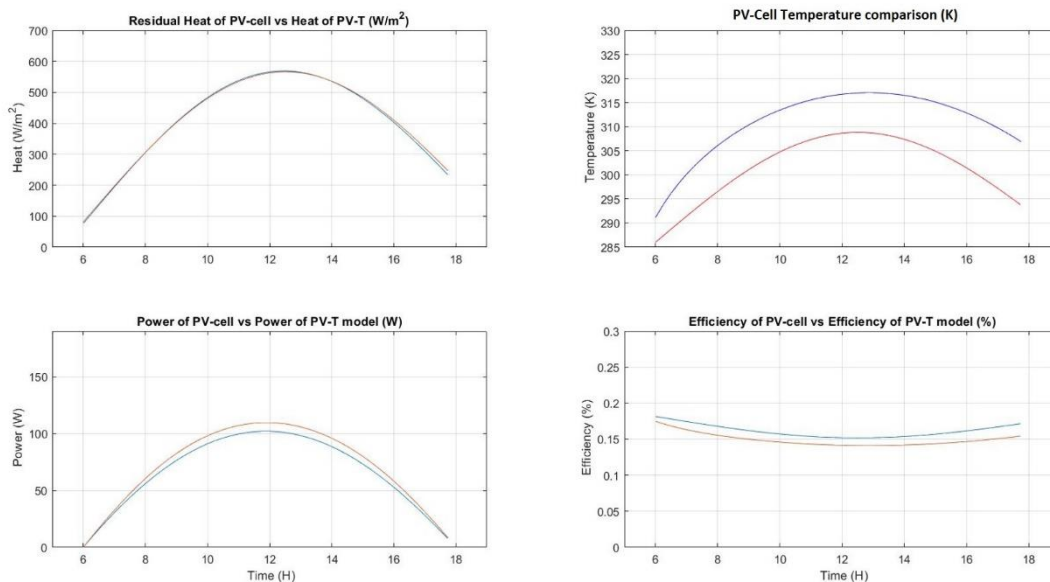 Residual Heat of PV-cell vs Heat of PV-T (W/m²)
700
600
500
400
300
200
100
0
Heat (W/m²)
6 8 10 12 14 16 18
PV-Cell Temperature comparison (K)
330
325
320
315
310
305
300
295
290
285
Temperature (K)
6 8 10 12 14 16 18
Power of PV-cell vs Power of PV-T model (W)
150
100
50
0
Power (W)
6 8 10 12 14 16 18
Time (H)
Efficiency of PV-cell vs Efficiency of PV-T model (%)
0.3
0.25
0.2
0.15
0.1
0.05
0
Efficiency (%)
6 8 10 12 14 16 18
Time (H)